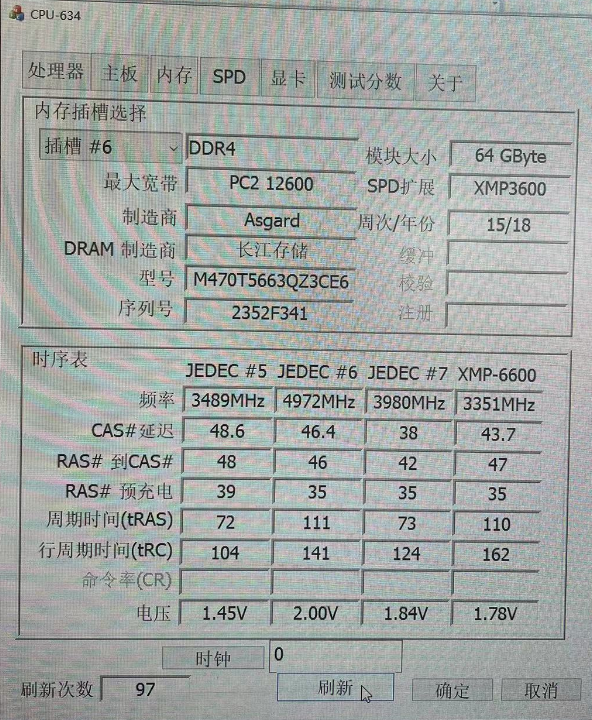 CPU-634
处理器 主板 内存 SPD 显卡 测试分数 关于
内存插槽选择
插槽 #6 DDR4 模块大小 64 GByte
最大宽带 PC2 12600 SPD扩展 XMP3600
制造商 Asgard 周次/年份 15/18
DRAM 制造商 长江存储 缓冲
型号 M470T5663QZ3CE6 校验
序列号 2352F341 注册
时序表
JEDEC #5 JEDEC #6 JEDEC #7 XMP-6600
频率 3489MHz 4972MHz 3980MHz 3351MHz
CAS#延迟 48.6 46.4 38 43.7
RAS# 到CAS# 48 46 42 47
RAS# 预充电 39 35 35 35
周期时间(tRAS) 72 111 73 110
行周期时间(tRC) 104 141 124 162
命令率(CR)
电压 1.45V 2.00V 1.84V 1.78V
时钟 0
刷新次数 97 刷新 确定 取消